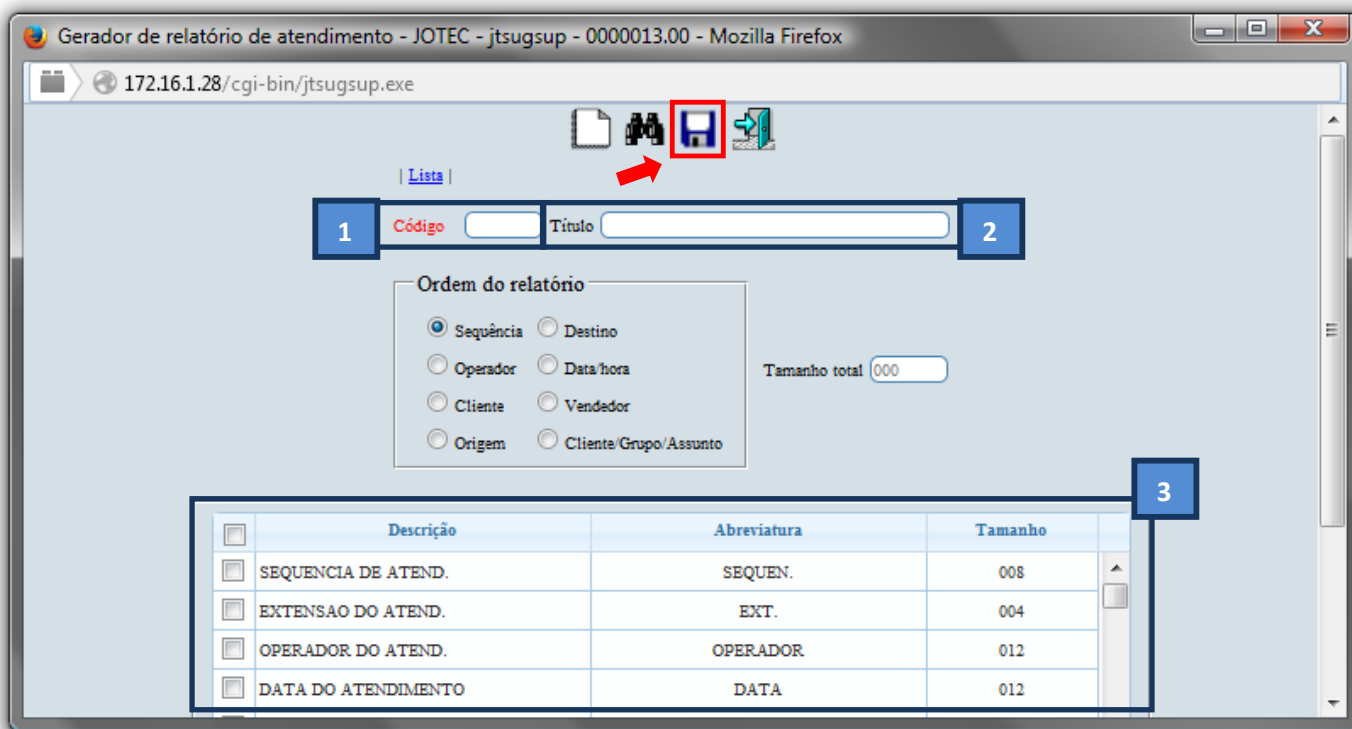 Gerador de relatório de atendimento - JOTEC - jtsugsup - 0000013.00 - Mozilla Firefox
172.16.1.28/cgi-bin/jtsugsup.exe
| Lista |
1 Código Título 2
Ordem do relatório
Sequência Destino
Operador Data/hora Tamanho total 000
Cliente Vendedor
Origem Cliente/Grupo/Assunto
3
Descrição Abreviatura Tamanho
SEQUENCIA DE ATEND. SEQUEN. 008
EXTENSAO DO ATEND. EXT. 004
OPERADOR DO ATEND. OPERADOR 012
DATA DO ATENDIMENTO DATA 012